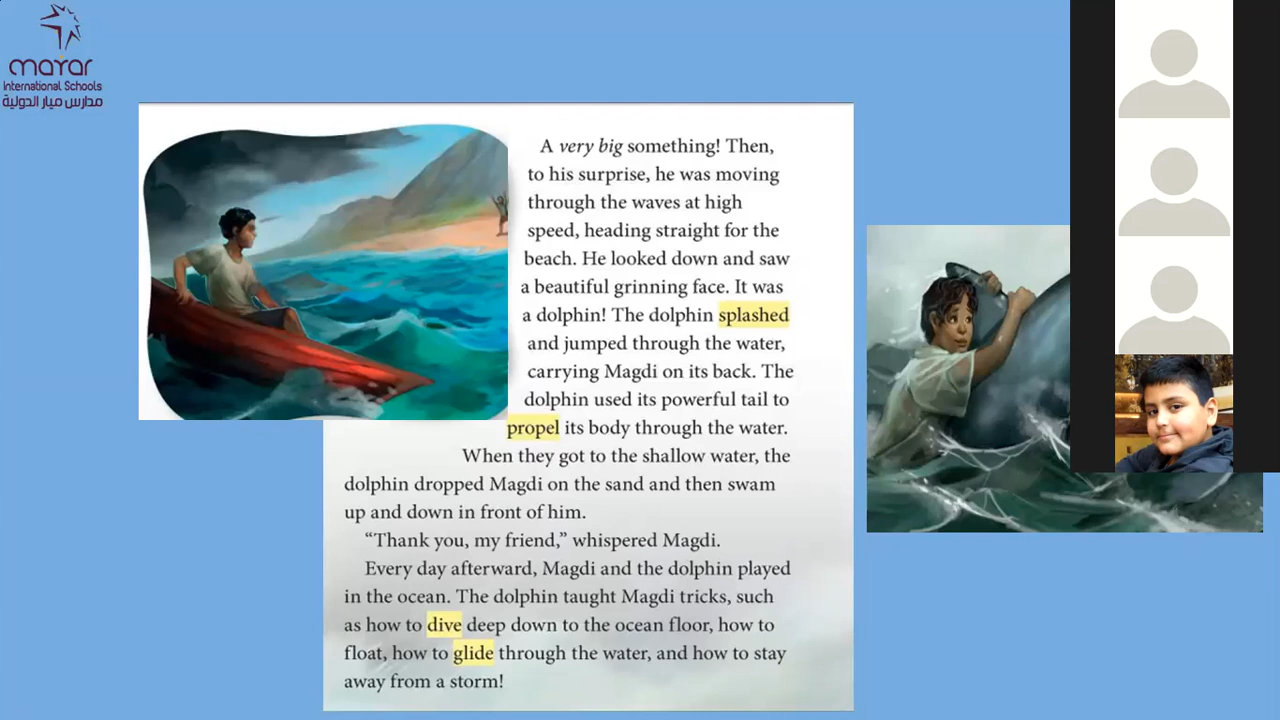 mayar
International Schools
مدارس ميار الدولية
A very big something! Then,
to his surprise, he was moving
through the waves at high
speed, heading straight for the
beach. He looked down and saw
a beautiful grinning face. It was
a dolphin! The dolphin splashed
and jumped through the water,
carrying Magdi on its back. The
dolphin used its powerful tail to
propel its body through the water.
When they got to the shallow water, the
dolphin dropped Magdi on the sand and then swam
up and down in front of him.
“Thank you, my friend,” whispered Magdi.
Every day afterward, Magdi and the dolphin played
in the ocean. The dolphin taught Magdi tricks, such
as how to dive deep down to the ocean floor, how to
float, how to glide through the water, and how to stay
away from a storm!